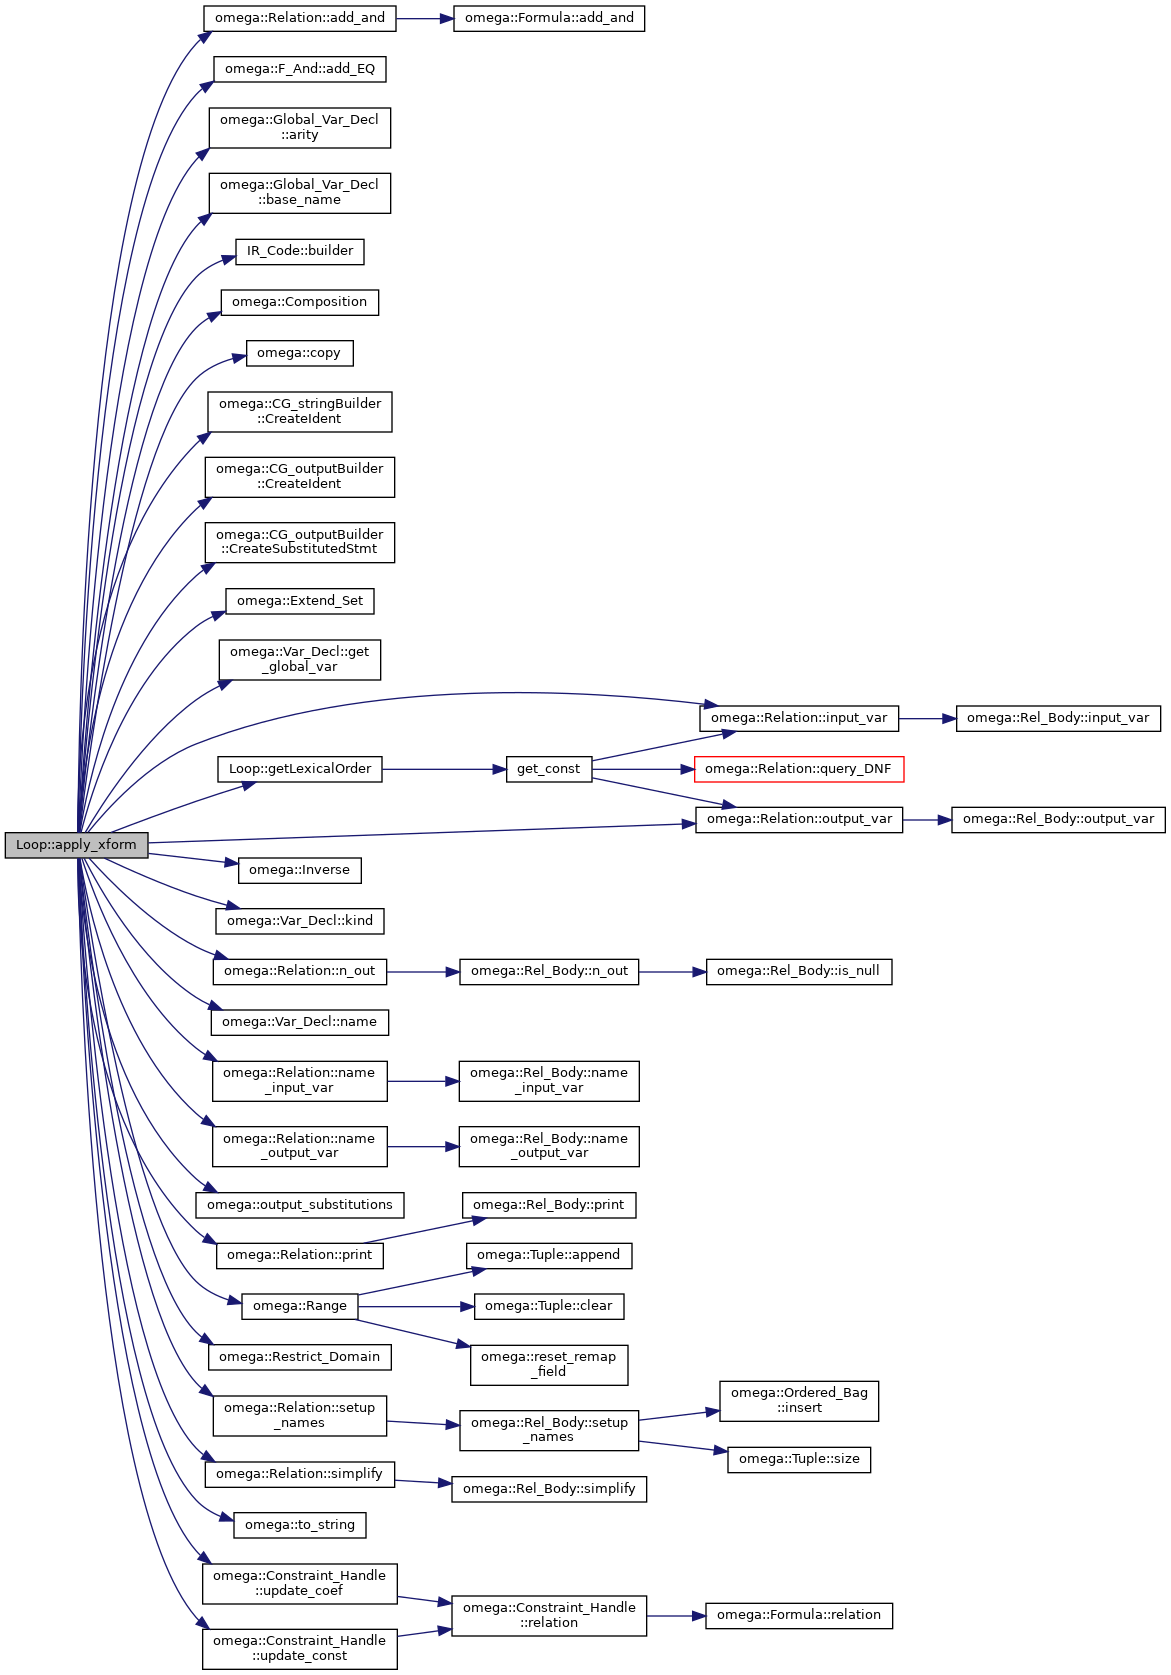 omega::Relation::add_and
omega::Formula::add_and
omega::F_And::add_EQ
omega::Global_Var_Decl
::arity
omega::Global_Var_Decl
::base_name
IR_Code::builder
omega::Composition
omega::copy
omega::CG_stringBuilder
::CreateIdent
omega::CG_outputBuilder
::CreateIdent
omega::CG_outputBuilder
::CreateSubstitutedStmt
omega::Extend_Set
omega::Var_Decl::get
_global_var
omega::Relation::input_var
omega::Rel_Body::input_var
Loop::getLexicalOrder
get_const
omega::Relation::query_DNF
omega::Relation::output_var
omega::Rel_Body::output_var
Loop::apply_xform
omega::Inverse
omega::Var_Decl::kind
omega::Relation::n_out
omega::Rel_Body::n_out
omega::Rel_Body::is_null
omega::Var_Decl::name
omega::Relation::name
_input_var
omega::Rel_Body::name
_input_var
omega::Relation::name
_output_var
omega::Rel_Body::name
_output_var
omega::output_substitutions
omega::Rel_Body::print
omega::Relation::print
omega::Tuple::append
omega::Range
omega::Tuple::clear
omega::reset_remap
_field
omega::Restrict_Domain
omega::Relation::setup
_names
omega::Rel_Body::setup
_names
omega::Ordered_Bag
::insert
omega::Tuple::size
omega::Relation::simplify
omega::Rel_Body::simplify
omega::to_string
omega::Constraint_Handle
::update_coef
omega::Constraint_Handle
::relation
omega::Formula::relation
omega::Constraint_Handle
::update_const